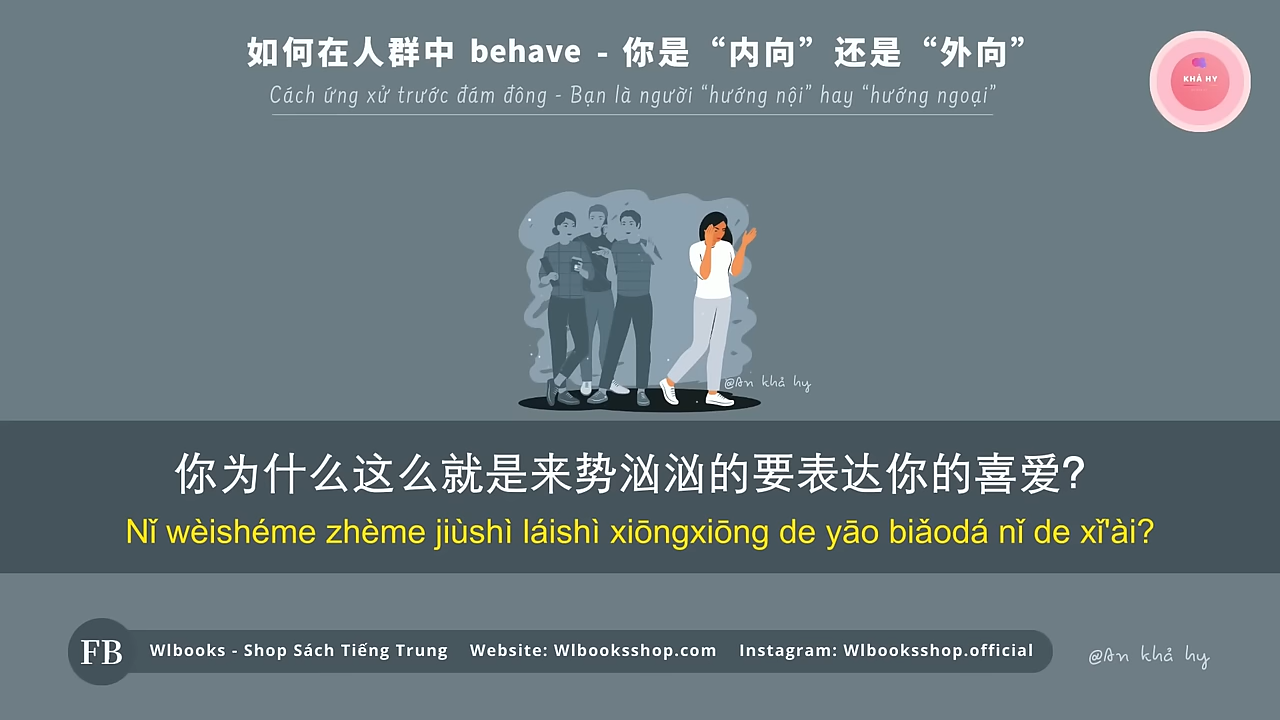 如何在人群中 behave - 你是“内向”还是“外向”
Cách ứng xử trước đám đông - Bạn là người “hướng nội” hay “hướng ngoại”
KHẢ HY
@An khả hy
你为什么这么就是来势汹汹的要表达你的喜爱?
Nǐ wèishéme zhème jiùshì láishì xiōngxiōng de yāo biǎodá nǐ de xǐ'ài?
FB
Wlbooks - Shop Sách Tiếng Trung Website: Wlbooksshop.com Instagram: Wlbooksshop.official
@An khả hy